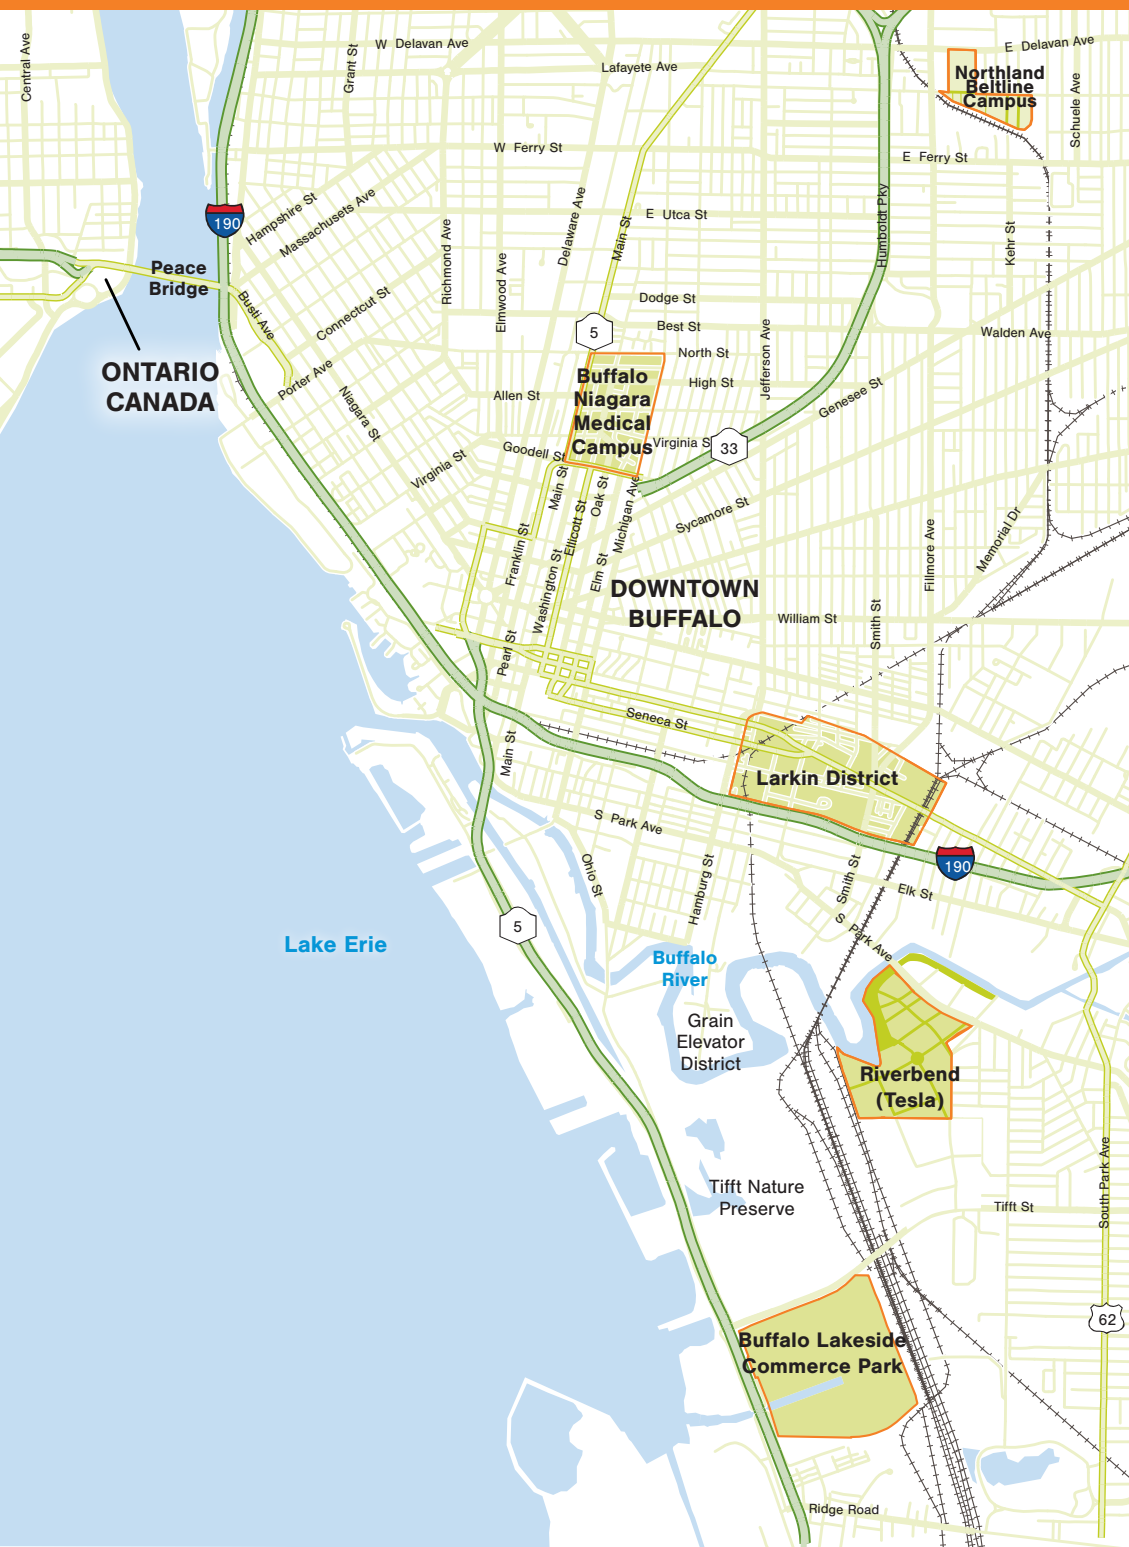 Central Ave
Grant St
W Delavan Ave
Lafayete Ave
E Delavan Ave
Northland
Beltline
Campus
Schuele Ave
W Ferry St
E Ferry St
190
Hampshire St
Massachusets Ave
Richmond Ave
Elmwood Ave
Delaware Ave
Main St
E Utca St
Humboldt Pky
Kehr St
Peace
Bridge
Busti Ave
Connectcut St
Dodge St
Best St
5
Walden Ave
ONTARIO
CANADA
Porter Ave
Niagara St
North St
High St
Jefferson Ave
Genesee St
Allen St
Buffalo
Niagara
Medical
Campus
Virginia S
33
Goodell St
Virginia St
Main St
Oak St
Ellicott St
Michigan Ave
Sycamore St
Franklin St
Washington St
Elm St
Fillmore Ave
Memorial Dr
DOWNTOWN
BUFFALO
William St
Smith St
Pearl St
Seneca St
Main St
Larkin District
S Park Ave
190
Ohio St
Hamburg St
Smith St
Elk St
S Park Ave
5
Lake Erie
Buffalo
River
Grain
Elevator
District
Riverbend
(Tesla)
Tifft Nature
Preserve
Tifft St
South Park Ave
62
Buffalo Lakeside
Commerce Park
Ridge Road